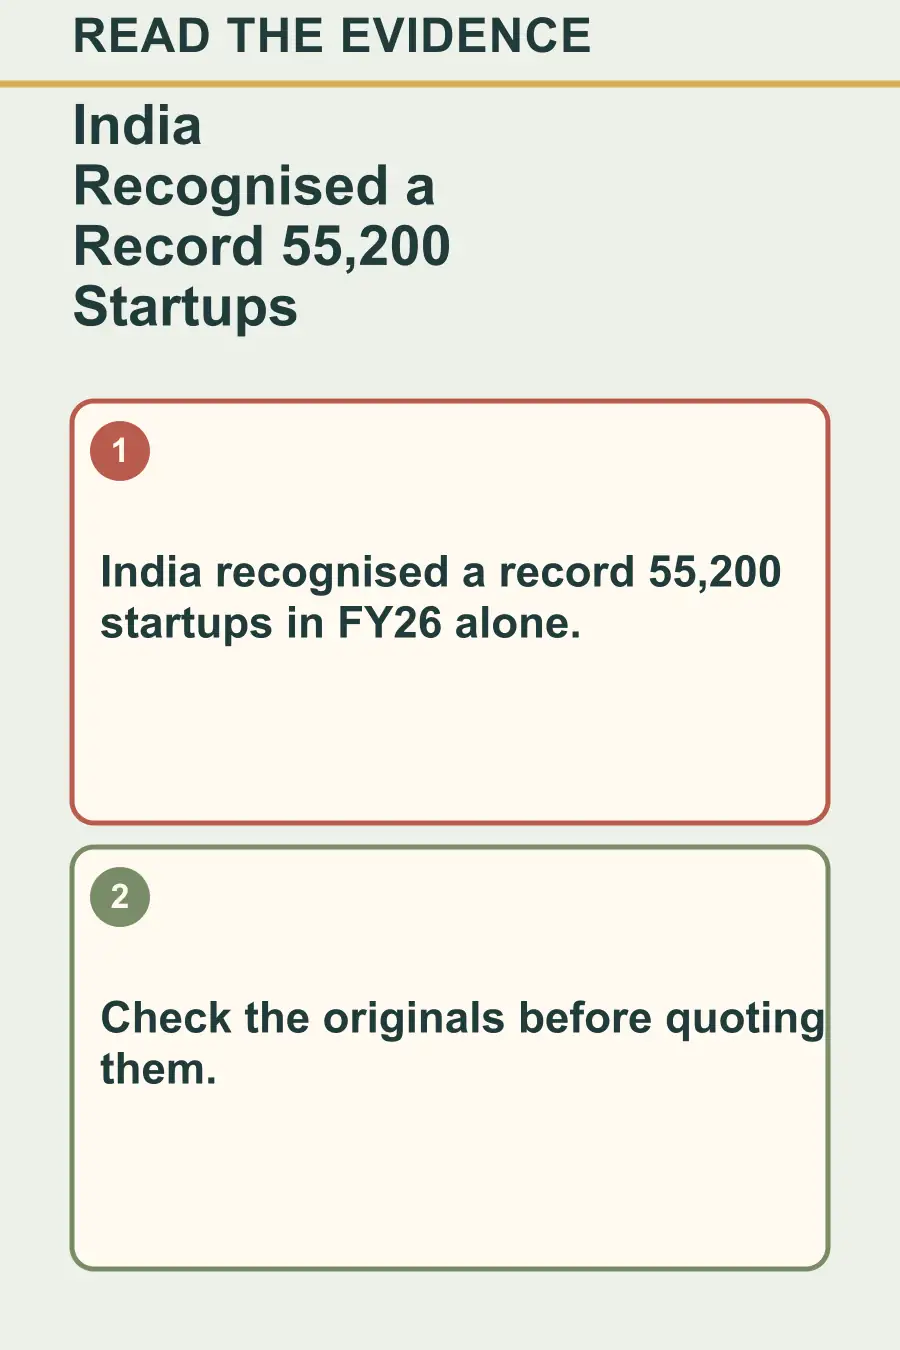 READ THE EVIDENCE
India
Recognised a
Record 55,200
Startups
1
India recognised a record 55,200
startups in FY26 alone.
2
Check the originals before quoting
them.